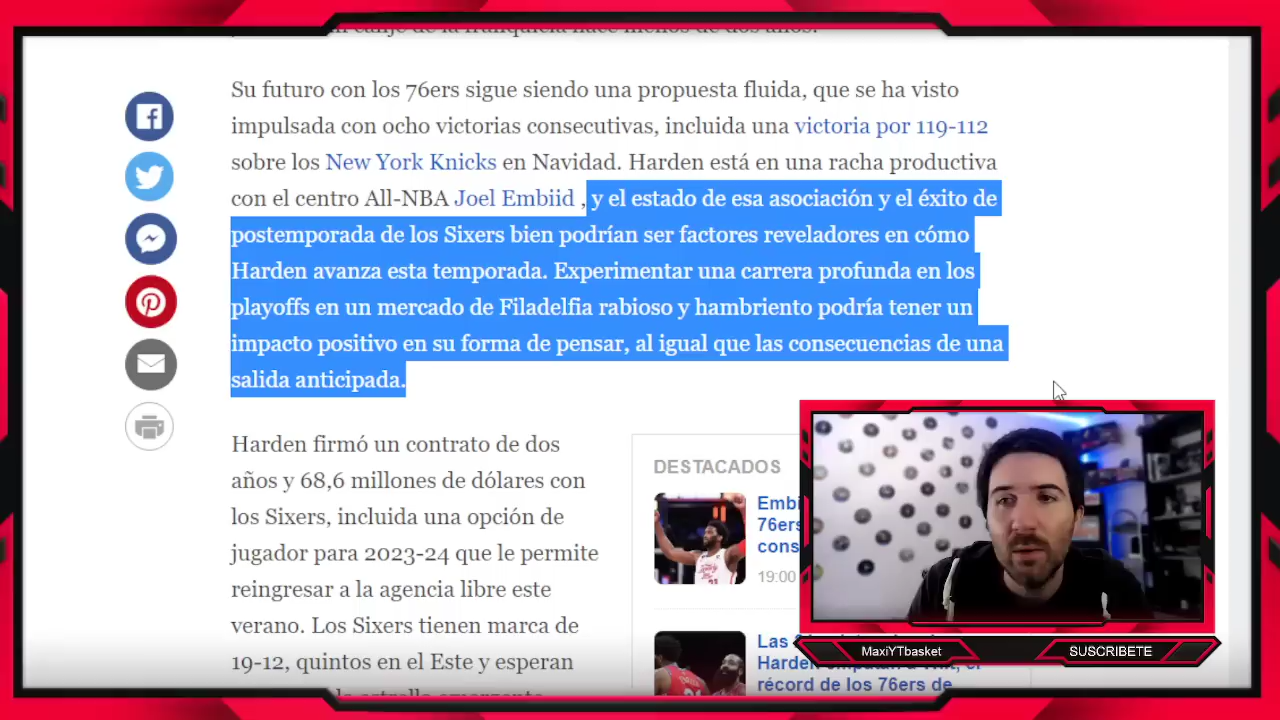 Su futuro con los 76ers sigue siendo una propuesta fluida, que se ha visto
impulsada con ocho victorias consecutivas, incluida una victoria por 119-112
sobre los New York Knicks en Navidad. Harden está en una racha productiva
con el centro All-NBA Joel Embiid , y el estado de esa asociación y el éxito de
postemporada de los Sixers bien podrían ser factores reveladores en cómo
Harden avanza esta temporada. Experimentar una carrera profunda en los
playoffs en un mercado de Filadelfia rabioso y hambriento podría tener un
impacto positivo en su forma de pensar, al igual que las consecuencias de una
salida anticipada.
Harden firmó un contrato de dos
años y 68,6 millones de dólares con
los Sixers, incluida una opción de
jugador para 2023-24 que le permite
reingresar a la agencia libre este
verano. Los Sixers tienen marca de
19-12, quintos en el Este y esperan
DESTACADOS
76ers
19:00
Las
récord de los 76ers de
MaxiYTbasket
SUSCRIBETE